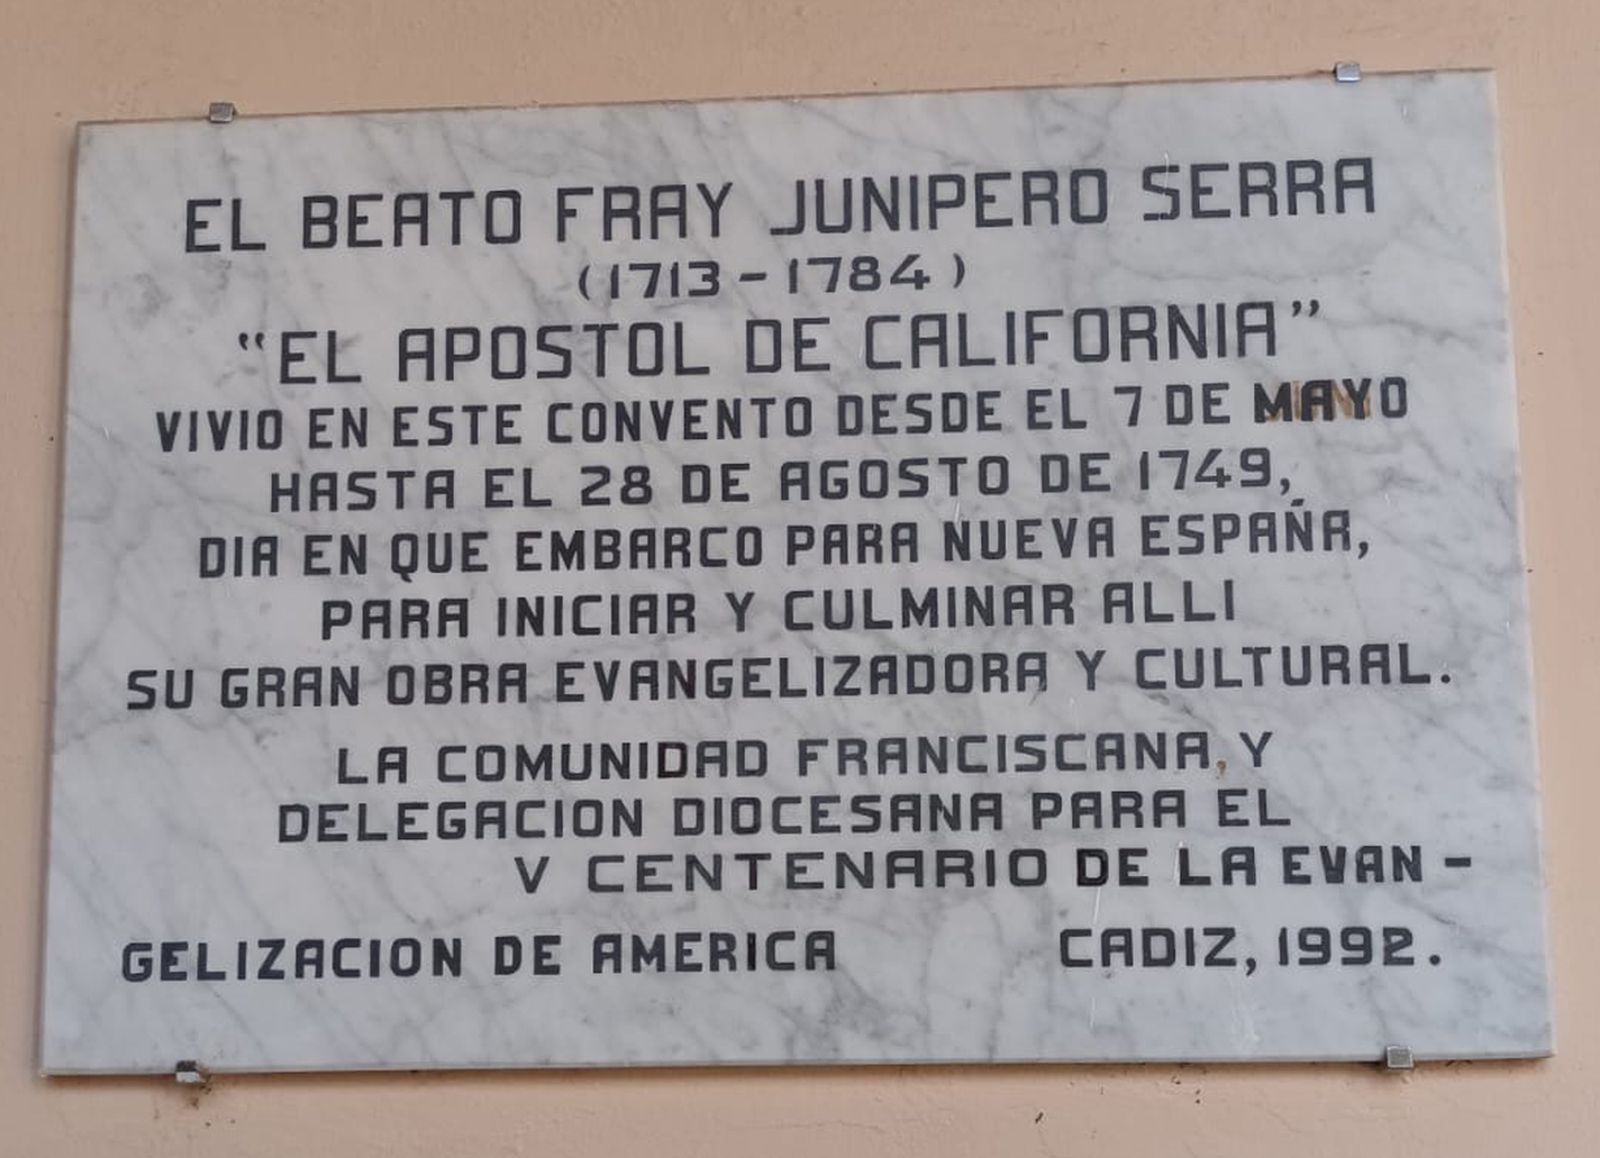 EL BEATO FRAY JUNIPERO SERRA
(1713-1784)
"EL APOSTOL DE CALIFORNIA"
VIVIO EN ESTE CONVENTO DESDE EL 7 DE MAYO
HASTA EL 28 DE AGOSTO DE 1749,
DIA EN QUE EMBARCO PARA NUEVA ESPAÑA,
PARA INICIAR Y CULMINAR ALLI
SU GRAN OBRA EVANGELIZADORA Y CULTURAL.
LA COMUNIDAD FRANCISCANA, Y
DELEGACION DIOCESANA PARA EL
V CENTENARIO DE LA EVAN-
GELIZACION DE AMERICA CADIZ, 1992.